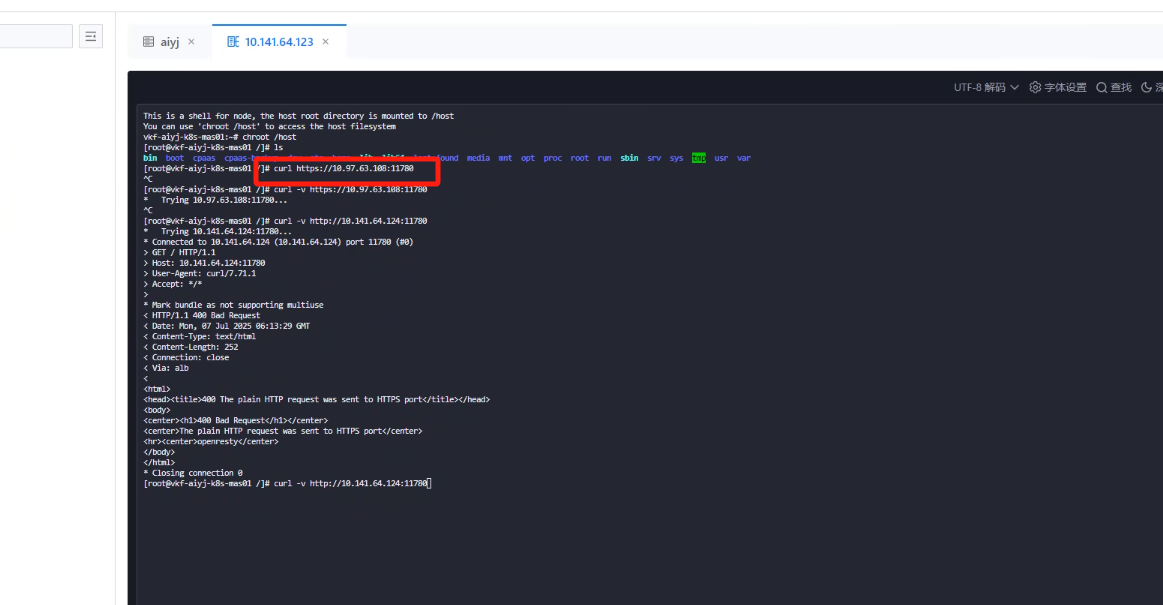 aiyj ×
10.141.64.123 ×
UTF-8 解码 字体设置 查找
This is a shell for node, the host root directory is mounted to /host
You can use 'chroot /host' to access the host filesystem
vkf-aiyj-k8s-mas01:~# chroot /host
[root@vkf-aiyj-k8s-mas01 /]# ls
bin boot cpaas media mnt opt proc root run sbin srv sys tmp usr var
[root@vkf-aiyj-k8s-mas01 /]# curl https://10.97.63.108:11780
^C
[root@vkf-aiyj-k8s-mas01 /]# curl -v https://10.97.63.108:11780
* Trying 10.97.63.108:11780...
^C
[root@vkf-aiyj-k8s-mas01 /]# curl -v http://10.141.64.124:11780
* Trying 10.141.64.124:11780...
* Connected to 10.141.64.124 (10.141.64.124) port 11780 (#0)
> GET / HTTP/1.1
> Host: 10.141.64.124:11780
> User-Agent: curl/7.71.1
> Accept: */*
>
* Mark bundle as not supporting multiuse
< HTTP/1.1 400 Bad Request
< Date: Mon, 07 Jul 2025 06:13:29 GMT
< Content-Type: text/html
< Content-Length: 252
< Connection: close
< Via: alb
<
<html>
<head><title>400 The plain HTTP request was sent to HTTPS port</title></head>
<body>
<center><h1>400 Bad Request</h1></center>
<center>The plain HTTP request was sent to HTTPS port</center>
<hr><center>openresty</center>
</body>
</html>
* Closing connection 0
[root@vkf-aiyj-k8s-mas01 /]# curl -v http://10.141.64.124:11780